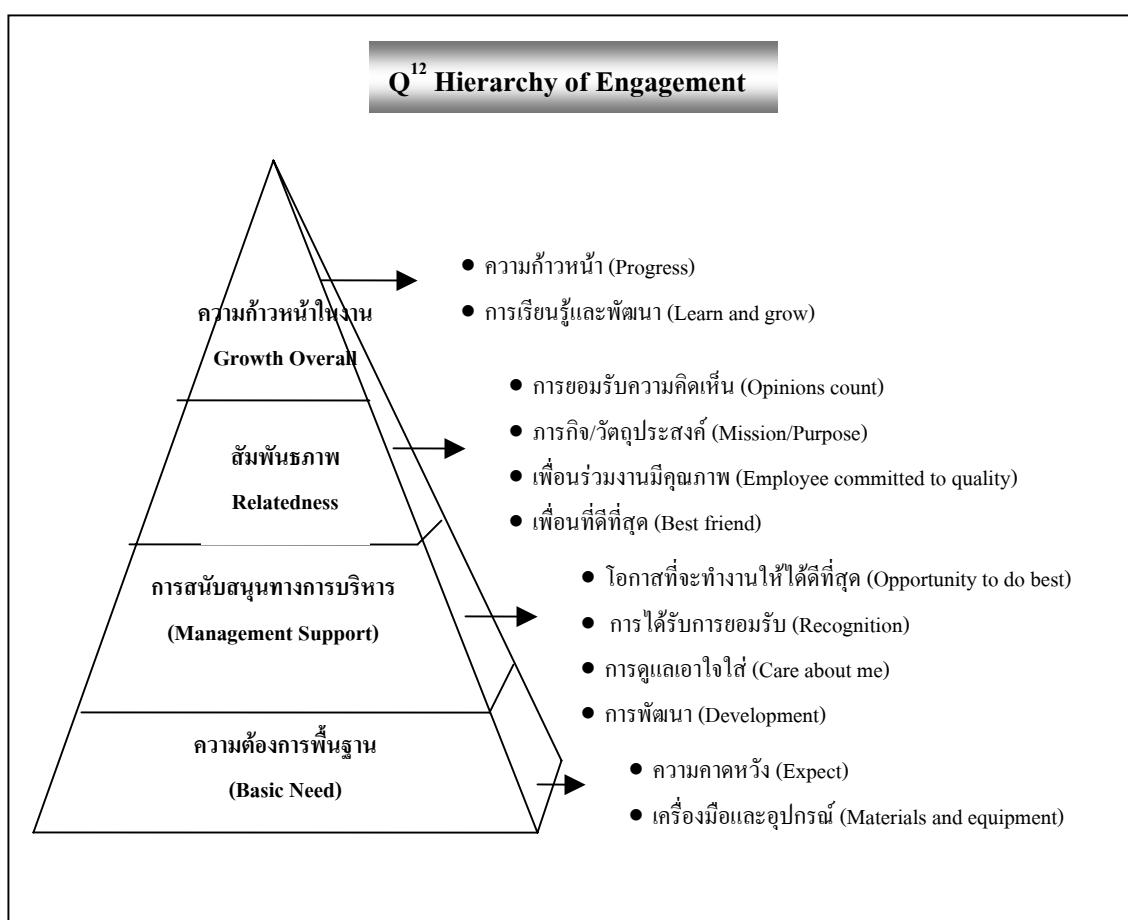 Q12 Hierarchy of Engagement
ความก้าวหน้าในงาน
Growth Overall
● ความก้าวหน้า (Progress)
● การเรียนรู้และพัฒนา (Learn and grow)
สัมพันธภาพ
Relatedness
● การยอมรับความคิดเห็น (Opinions count)
● ภารกิจ/วัตถุประสงค์ (Mission/Purpose)
● เพื่อนร่วมงานมีคุณภาพ (Employee committed to quality)
● เพื่อนที่ดีที่สุด (Best friend)
การสนับสนุนทางการบริหาร
(Management Support)
● โอกาสที่จะทำงานให้ได้ดีที่สุด (Opportunity to do best)
● การได้รับการยอมรับ (Recognition)
● การดูแลเอาใจใส่ (Care about me)
● การพัฒนา (Development)
ความต้องการพื้นฐาน
(Basic Need)
● ความคาดหวัง (Expect)
● เครื่องมือและอุปกรณ์ (Materials and equipment)